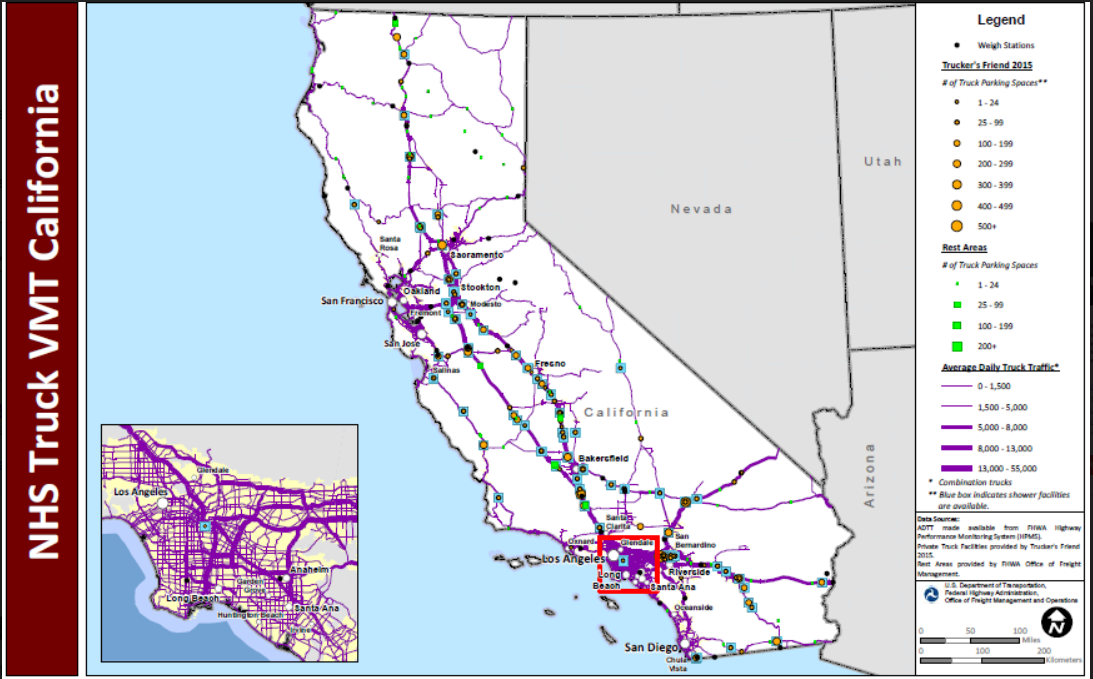 NHS Truck VMT California
Utah
Nevada
Santa
Rosa
Sacramento
Oakland
Stockton
San Francisco
Modesto
Fremont
San Jose
Salinas
Fresno
California
Arizona
Bakersfield
Santa
Clarita
Oxnard
Glendale
San
Bernardino
Los Angeles
Riverside
Long
Beach
Santa Ana
Oceanside
San Diego
Chula
Vista
Glendale
Los Angeles
Anaheim
Garden
Grove
Long Beach
Santa Ana
Huntington Beach
Irvine
Legend
Weigh Stations
Trucker's Friend 2015
# of Truck Parking Spaces**
1 - 24
25 - 99
100 - 199
200 - 299
300 - 399
400 - 499
500+
Rest Areas
# of Truck Parking Spaces
1 - 24
25 - 99
100 - 199
200+
Average Daily Truck Traffic*
0 - 1,500
1,500 - 5,000
5,000 - 8,000
8,000 - 13,000
13,000 - 55,000
* Combination trucks
** Blue box indicates shower facilities
are available.
Data Sources:
ADTT made available from FHWA Highway
Performance Monitoring System (HPMS).
Private Truck Facilities provided by Trucker's Friend
2015.
Rest Areas provided by FHWA Office of Freight
Management.
U.S. Department of Transportation,
Federal Highway Administration,
Office of Freight Management and Operations
N
0 50 100
Miles
0 100 200
Kilometers